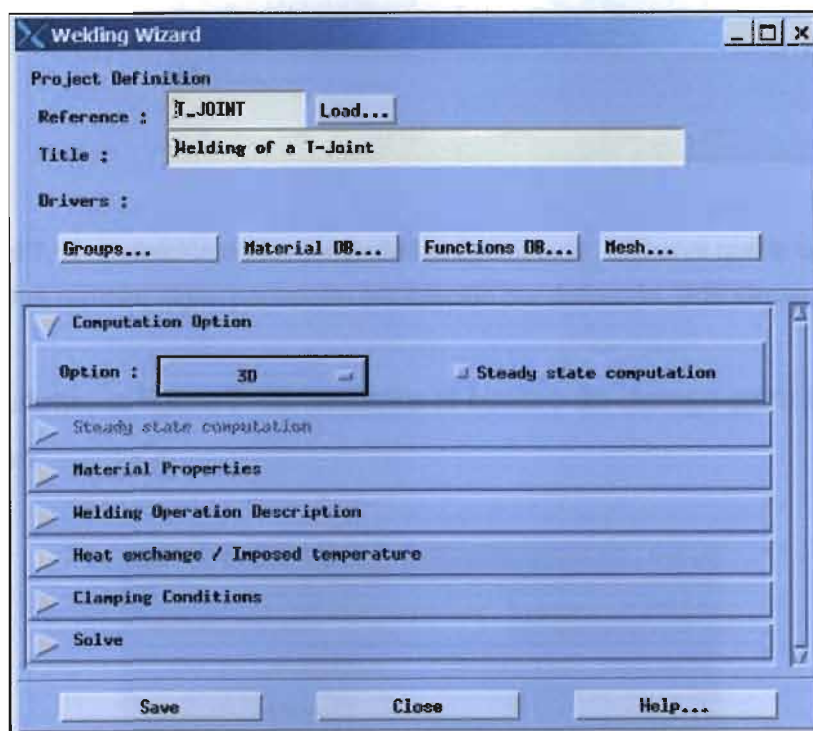 Welding Wizard
Project Definition
Reference : T_JOINT Load...
Title : Welding of a T-Joint
Drivers :
Groups... Material DB... Functions DB... Mesh...
Computation Option
Option : 3D Steady state computation
Steady state computation
Material Properties
Welding Operation Description
Heat exchange / Imposed temperature
Clamping Conditions
Solve
Save Close Help...